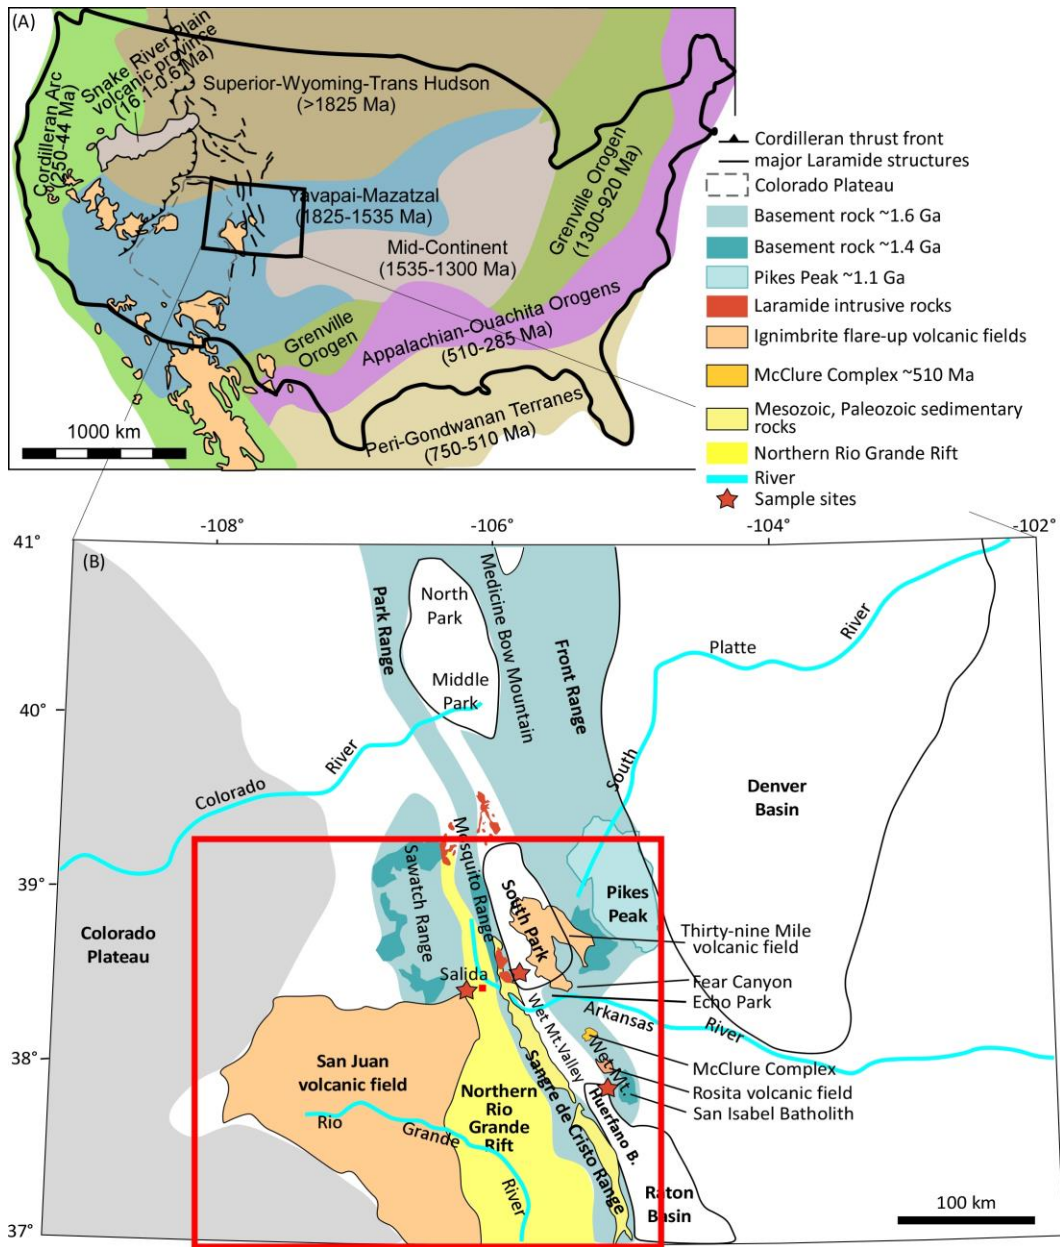 (A)
Cordilleran Arc
(250-44 Ma)
Snake River-Plain
volcanic province
(16.1-0.6 Ma)
Superior-Wyoming-Trans Hudson
(>1825 Ma)
Yavapai-Mazatzal
(1825-1535 Ma)
Mid-Continent
(1535-1300 Ma)
Grenville Orogen
(1300-920 Ma)
Grenville
Orogen
Appalachian-Ouachita Orogens
(510-285 Ma)
Peri-Gondwanan Terranes
(750-510 Ma)
1000 km
Cordilleran thrust front
major Laramide structures
Colorado Plateau
Basement rock ~1.6 Ga
Basement rock ~1.4 Ga
Pikes Peak ~1.1 Ga
Laramide intrusive rocks
Ignimbrite flare-up volcanic fields
McClure Complex ~510 Ma
Mesozoic, Paleozoic sedimentary
rocks
Northern Rio Grande Rift
River
Sample sites
-108°
-106°
-104°
-102°
41°
40°
39°
38°
37°
(B)
Park Range
North
Park
Middle
Park
Medicine Bow Mountain
Front Range
Platte
River
South
Colorado
River
Denver
Basin
Colorado
Plateau
Sawatch Range
Mosquito Range
South Park
Pikes
Peak
Thirty-nine Mile
volcanic field
Fear Canyon
Echo Park
Salida
Arkansas
River
Wet Mt.Valley
Wet Mt.
McClure Complex
Rosita volcanic field
San Isabel Batholith
San Juan
volcanic field
Northern
Rio
Grande
Rift
Sangre de Cristo Range
Huerfano B.
Rio
Grande
River
Raton
Basin
100 km